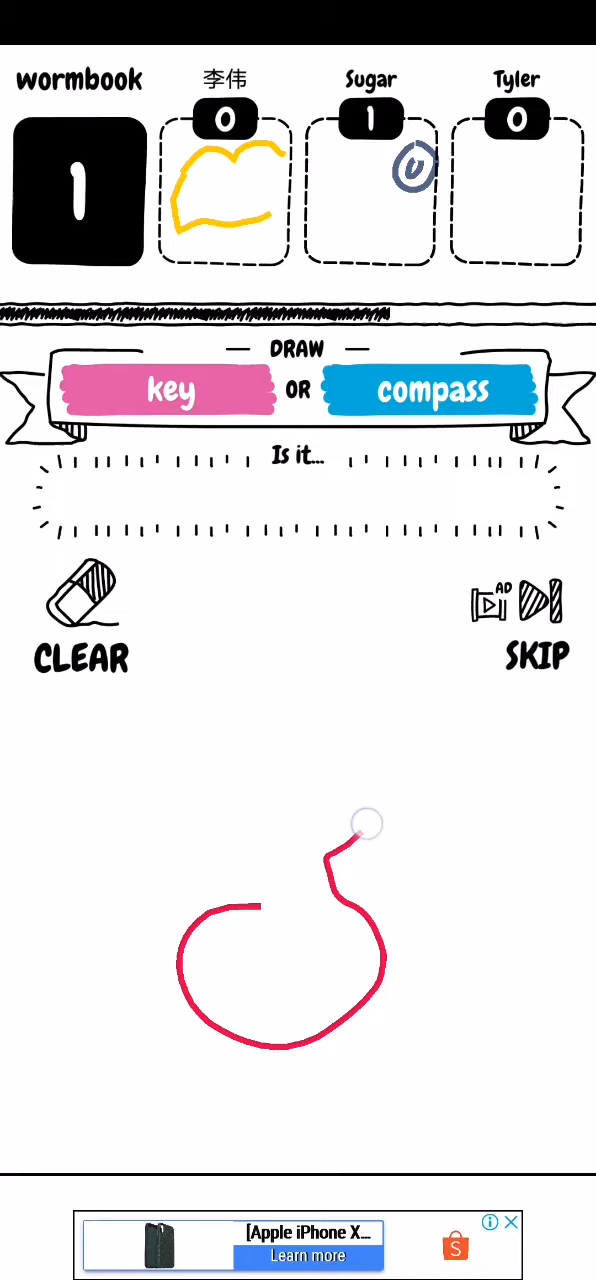 wormbook 李伟 Sugar Tyler
1 0 1 0
DRAW
key OR compass
Is it...
AD
CLEAR SKIP
[Apple iPhone X...
Learn more
S